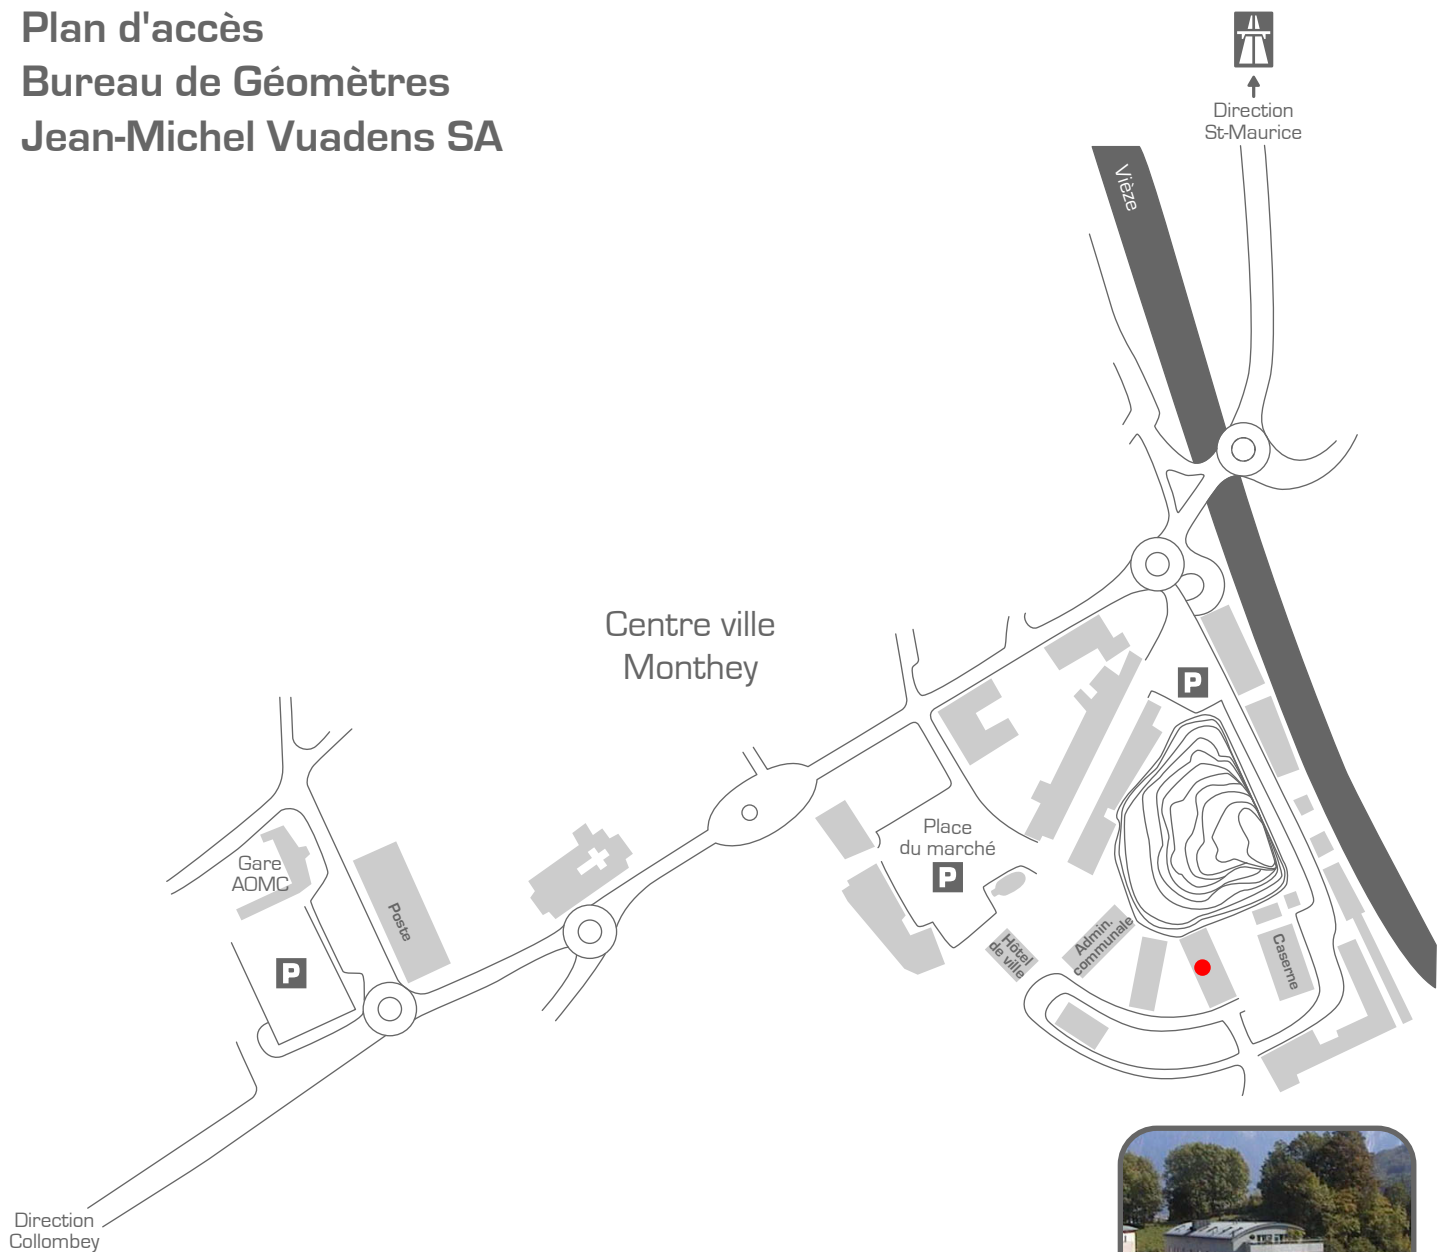 Plan d'accès
Bureau de Géomètres
Jean-Michel Vuadens SA
Direction
St-Maurice
Vièze
Centre ville
Monthey
P
Place
du marché
P
Gare
AOMC
Poste
P
Hôtel
de ville
Admin.
communale
Caserne
Direction
Collombey